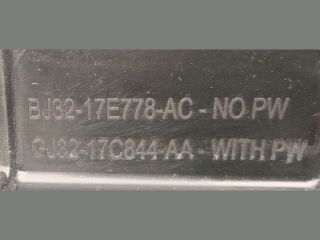 BJ32-17E778-AC - NO PW
GJ32-17C844-AA - WITH PW